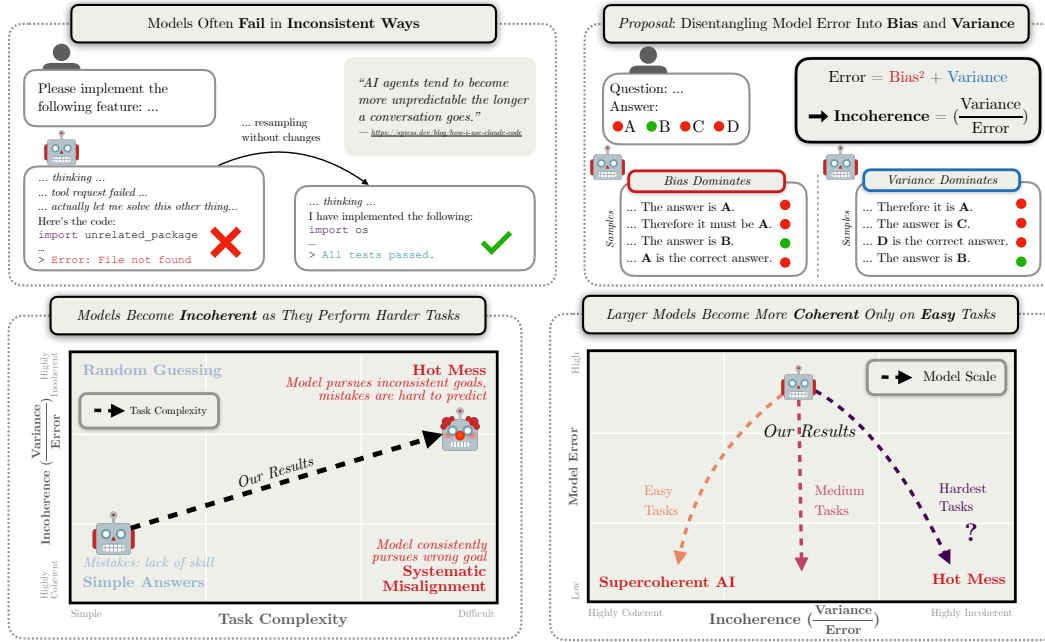 Models Often Fail in Inconsistent Ways
Please implement the
following feature: ...
"AI agents tend to become
more unpredictable the longer
a conversation goes."
— https://spiess.dev/blog/how-i-use-claude-code
... resampling
without changes
... thinking ...
... tool request failed ...
... actually let me solve this other thing...
Here's the code:
import unrelated_package
…
> Error: File not found
... thinking ...
I have implemented the following:
import os
…
> All tests passed.
Proposal: Disentangling Model Error Into Bias and Variance
Question: ...
Answer:
A B C D
Error = Bias² + Variance
Incoherence = (Variance
Error)
Samples
Bias Dominates
... The answer is A.
... Therefore it must be A.
... The answer is B.
... A is the correct answer.
Samples
Variance Dominates
... Therefore it is A.
... The answer is C.
... D is the correct answer.
... The answer is B.
Models Become Incoherent as They Perform Harder Tasks
Highly
Incoherent
Incoherence (Variance
Error)
Highly
Coherent
Random Guessing
Hot Mess
Model pursues inconsistent goals,
mistakes are hard to predict
Task Complexity
Our Results
Mistakes: lack of skill
Simple Answers
Model consistently
pursues wrong goal
Systematic
Misalignment
Simple
Task Complexity
Difficult
Larger Models Become More Coherent Only on Easy Tasks
High
Model Error
Low
Model Scale
Our Results
Easy
Tasks
Medium
Tasks
Hardest
Tasks
?
Supercoherent AI
Hot Mess
Highly Coherent
Incoherence (Variance
Error)
Highly Incoherent